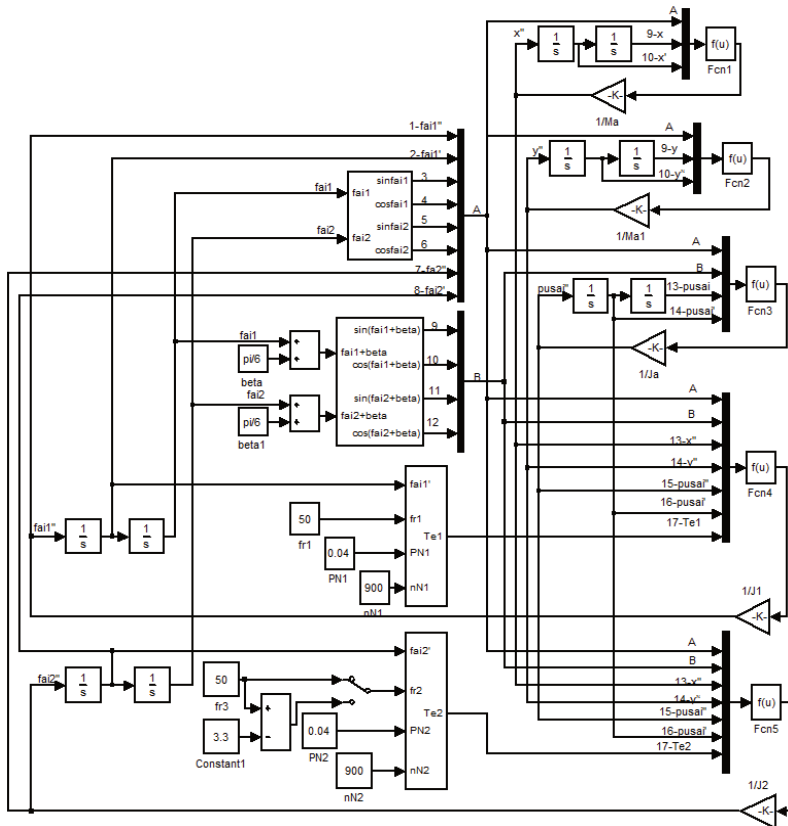 A
x"
1
s
1
s
9-x
10-x'
f(u)
Fcn1
-K-
1/Ma
1-fai1"
2-fai1'
A
y"
1
s
1
s
9-y
10-y"
f(u)
Fcn2
-K-
1/Ma1
fai1
fai1
sinfai1
3
cosfai1
4
fai2
fai2
sinfai2
5
cosfai2
6
A
7-fa2"
8-fai2'
A
B
pusai"
1
s
1
s
13-pusai
14-pusai'
f(u)
Fcn3
-K-
1/Ja
fai1
pi/6
beta
+
+
fai1+beta
sin(fai1+beta)
9
cos(fai1+beta)
10
fai2
pi/6
beta1
+
+
fai2+beta
sin(fai2+beta)
11
cos(fai2+beta)
12
B
A
B
13-x"
14-y"
15-pusai"
16-pusai'
17-Te1
f(u)
Fcn4
fai1"
1
s
1
s
fai1'
50
fr1
fr1
0.04
PN1
PN1
900
nN1
nN1
Te1
1/J1
-K-
fai2"
1
s
1
s
fai2'
50
fr3
+
-
3.3
Constant1
fr2
0.04
PN2
PN2
900
nN2
nN2
Te2
A
B
13-x"
14-y"
15-pusai"
16-pusai'
17-Te2
f(u)
Fcn5
1/J2
-K-